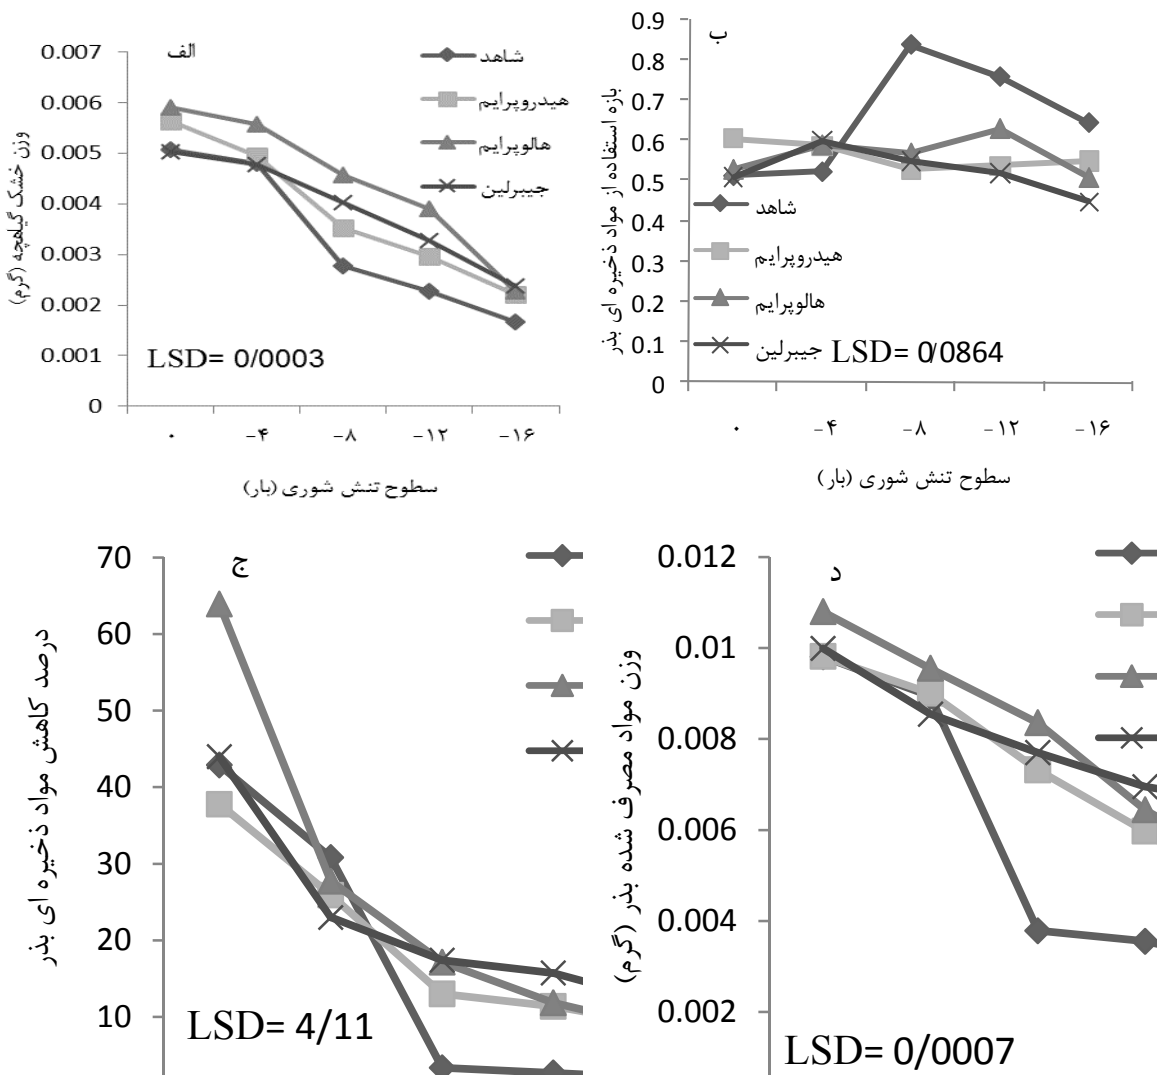 الف
وزن خشک گیاهچه (گرم)
0.007
0.006
0.005
0.004
0.003
0.002
0.001
0
شاهد
هیدروپرایم
هالوپرایم
جیبرلین
LSD= 0/0003
۰ -۴ -۸ -۱۲ -۱۶
سطوح تنش شوری (بار)
ب
بازه استفاده از مواد ذخیره ای بذر
0.9
0.8
0.7
0.6
0.5
0.4
0.3
0.2
0.1
0
شاهد
هیدروپرایم
هالوپرایم
جیبرلین
LSD= 0/0864
۰ -۴ -۸ -۱۲ -۱۶
سطوح تنش شوری (بار)
ج
درصد کاهش مواد ذخیره ای بذر
70
60
50
40
30
20
10
LSD= 4/11
د
وزن مواد مصرف شده بذر (گرم)
0.012
0.01
0.008
0.006
0.004
0.002
LSD= 0/0007